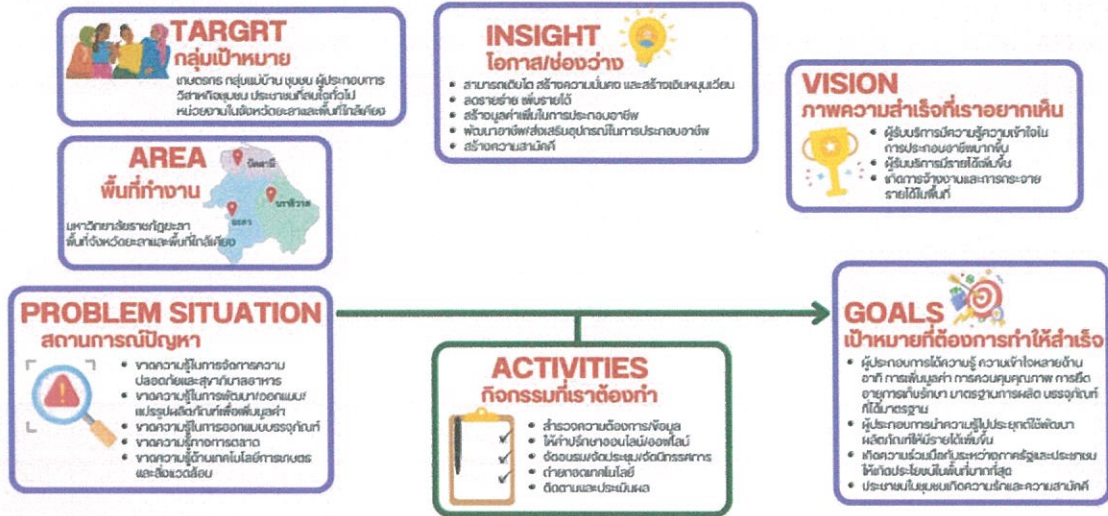 TARGRT
กลุ่มเป้าหมาย
เกษตรกร กลุ่มแม่บ้าน ชุมชน ผู้ประกอบการ
วิสาหกิจชุมชน ประชาชนที่สนใจทั่วไป
หน่วยงานในจังหวัดยะลาและพื้นที่ใกล้เคียง
INSIGHT
โอกาส/ช่องว่าง
สามารถเติบโต สร้างความมั่นคง และสร้างเงินหมุนเวียน
ลดรายจ่าย เพิ่มรายได้
สร้างมูลค่าเพิ่มในการประกอบอาชีพ
พัฒนาอาชีพ/ส่งเสริมอุปกรณ์ในการประกอบอาชีพ
สร้างความสามัคคี
VISION
ภาพความสำเร็จที่เราอยากเห็น
ผู้รับบริการมีความรู้ความเข้าใจใน
การประกอบอาชีพมากขึ้น
ผู้รับบริการมีรายได้เพิ่มขึ้น
เกิดการจ้างงานและการกระจาย
รายได้ในพื้นที่
AREA
พื้นที่ทำงาน
ปัตตานี
นราธิวาส
ยะลา
มหาวิทยาลัยราชภัฏยะลา
พื้นที่จังหวัดยะลาและพื้นที่ใกล้เคียง
PROBLEM SITUATION
สถานการณ์ปัญหา
ขาดความรู้ในการจัดการความ
ปลอดภัยและสุขาภิบาลอาหาร
ขาดความรู้ในการพัฒนา/ออกแบบ/
แปรรูปผลิตภัณฑ์เพื่อเพิ่มมูลค่า
ขาดความรู้ในการออกแบบบรรจุภัณฑ์
ขาดความรู้ทางการตลาด
ขาดความรู้ด้านเทคโนโลยีการเกษตร
และสิ่งแวดล้อม
ACTIVITIES
กิจกรรมที่เราต้องทำ
สำรวจความต้องการ/ข้อมูล
ให้คำปรึกษาออนไลน์/ออฟไลน์
จัดอบรม/จัดประชุม/จัดนิทรรศการ
ถ่ายทอดเทคโนโลยี
ติดตามและประเมินผล
GOALS
เป้าหมายที่ต้องการทำให้สำเร็จ
ผู้ประกอบการได้ความรู้ ความเข้าใจหลายด้าน
อาทิ การเพิ่มมูลค่า การควบคุมคุณภาพ การยืด
อายุการเก็บรักษา มาตรฐานการผลิต บรรจุภัณฑ์
ที่ได้มาตรฐาน
ผู้ประกอบการนำความรู้ไปประยุกต์ใช้พัฒนา
ผลิตภัณฑ์ให้มีรายได้เพิ่มขึ้น
เกิดความร่วมมือกันระหว่างภาครัฐและประชาชน
ให้เกิดประโยชน์ในพื้นที่มากที่สุด
ประชาชนในชุมชนเกิดความรักและความสามัคคี